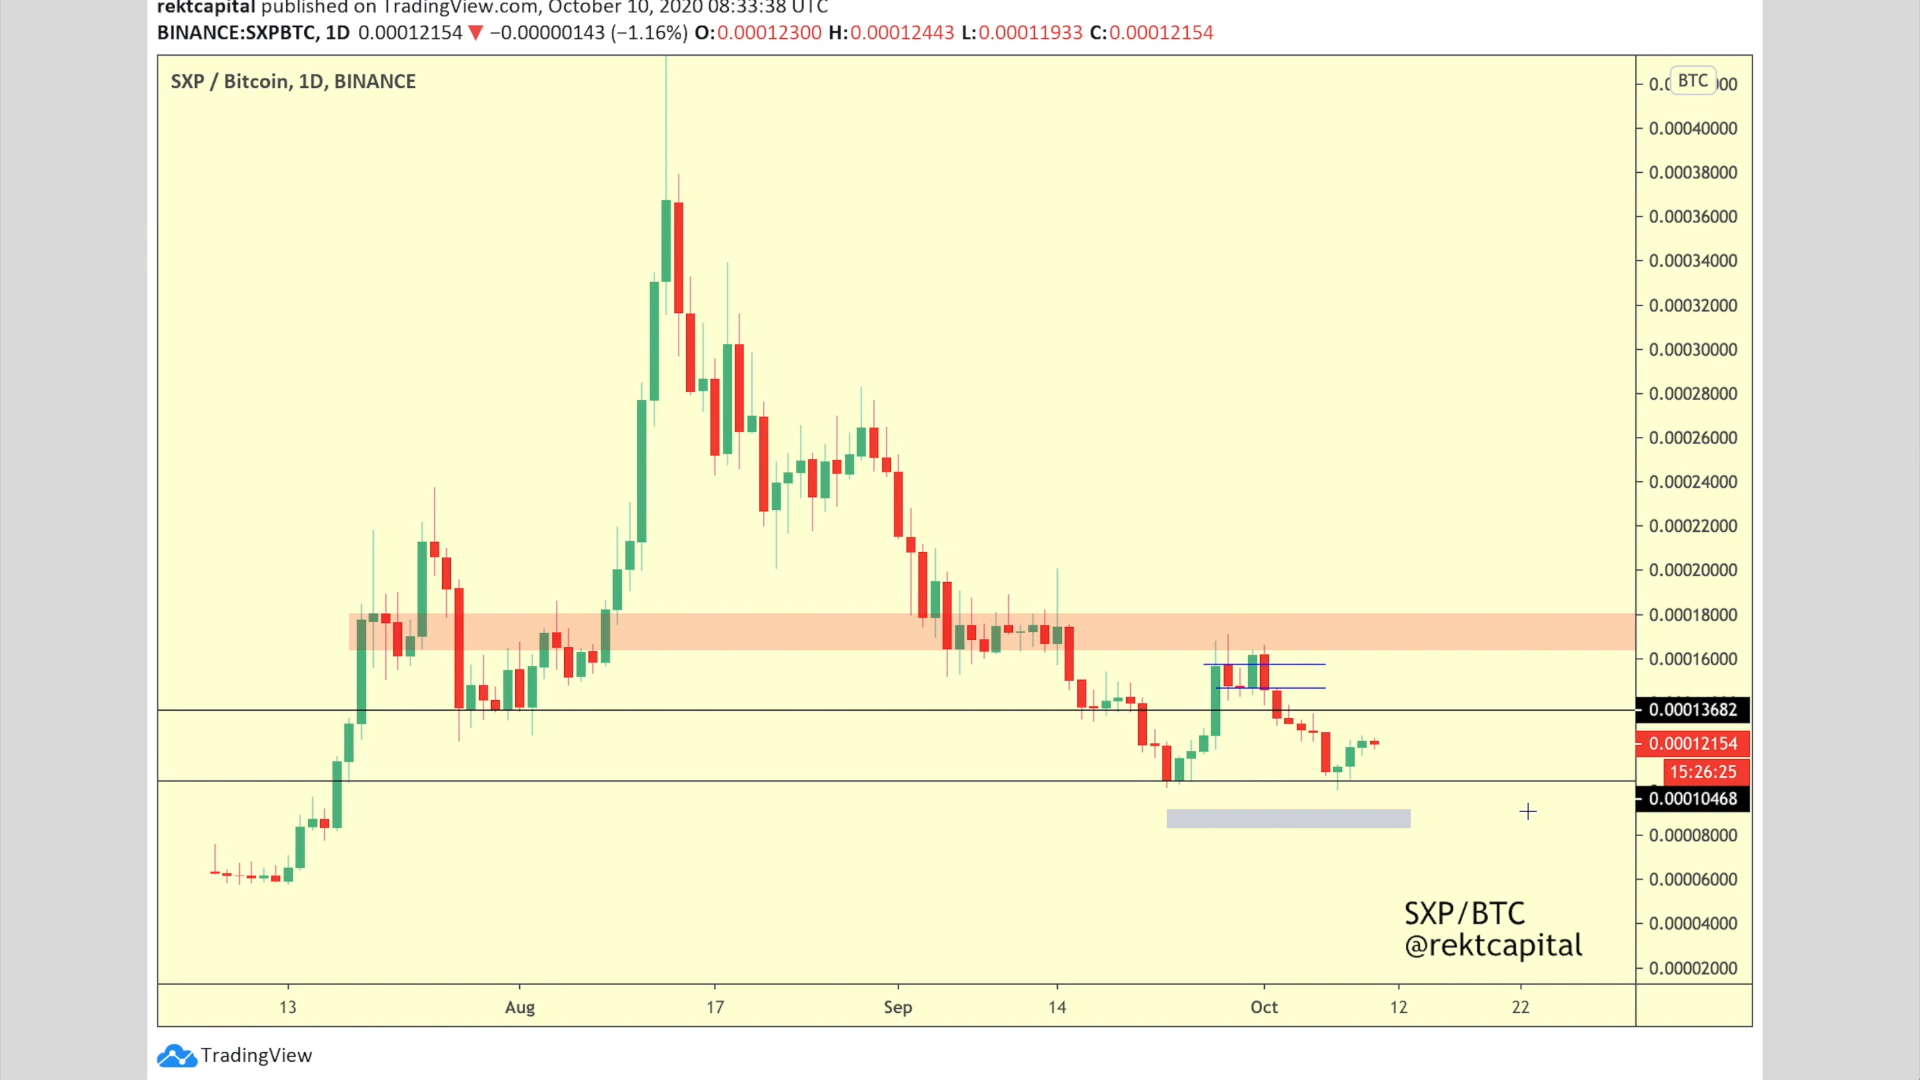 rektcapital published on TradingView.com, October 10, 2020 08:33:38 UTC
BINANCE:SXPBTC, 1D 0.00012154 ▼ −0.00000143 (−1.16%) O:0.00012300 H:0.00012443 L:0.00011933 C:0.00012154
SXP / Bitcoin, 1D, BINANCE
BTC
0.00040000
0.00038000
0.00036000
0.00034000
0.00032000
0.00030000
0.00028000
0.00026000
0.00024000
0.00022000
0.00020000
0.00018000
0.00016000
0.00013682
0.00012154
15:26:25
0.00010468
0.00008000
0.00006000
0.00004000
0.00002000
SXP/BTC
@rektcapital
13 Aug 17 Sep 14 Oct 12 22
TradingView